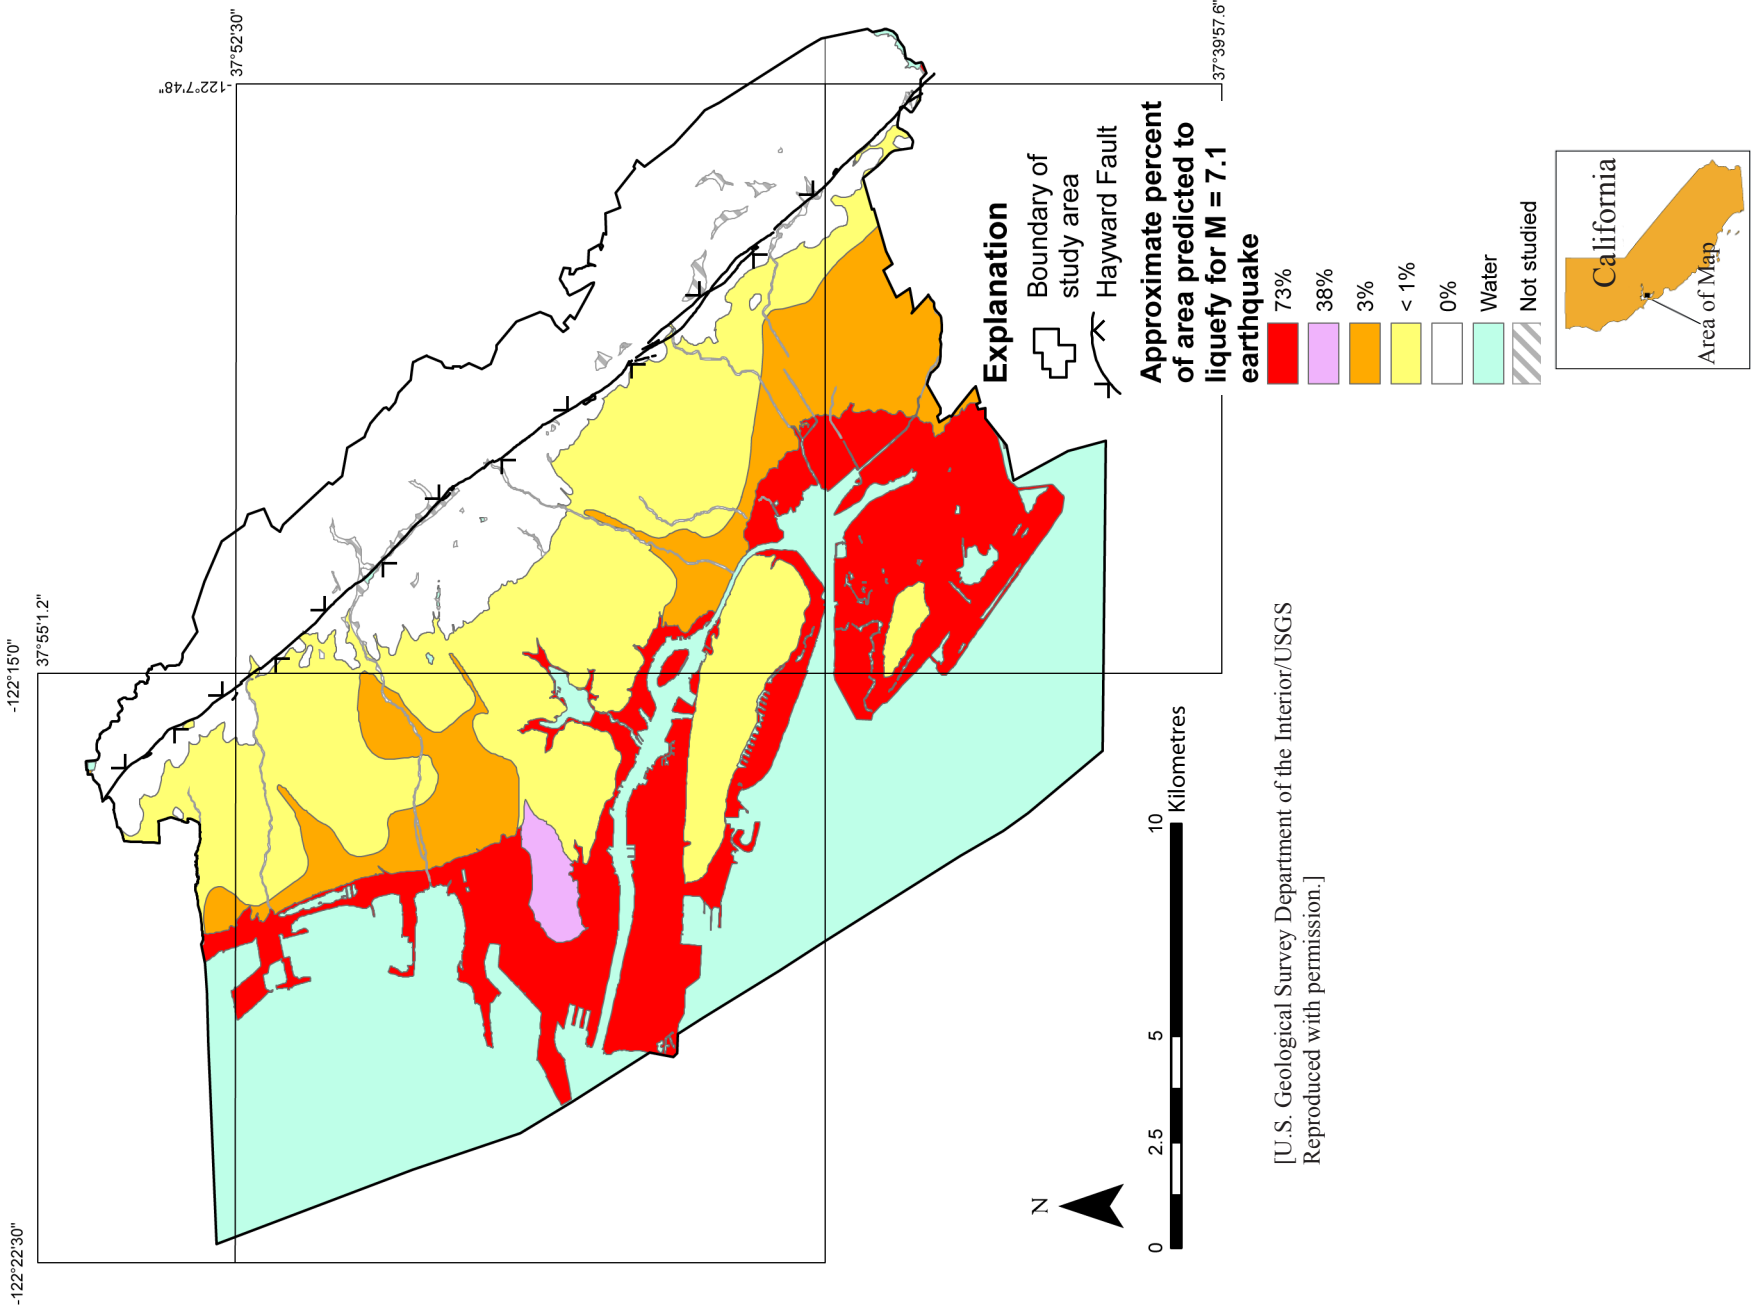 -122°22'30"
-122°15'0"
37°55'1.2"
37°52'30"
-122°7'48"
37°39'57.6"
Explanation
Boundary of
study area
Hayward Fault
Approximate percent
of area predicted to
liquefy for M = 7.1
earthquake
73%
38%
3%
< 1%
0%
Water
Not studied
N
0
2.5
5
10
Kilometres
California
Area of Map
[U.S. Geological Survey Department of the Interior/USGS
Reproduced with permission.]